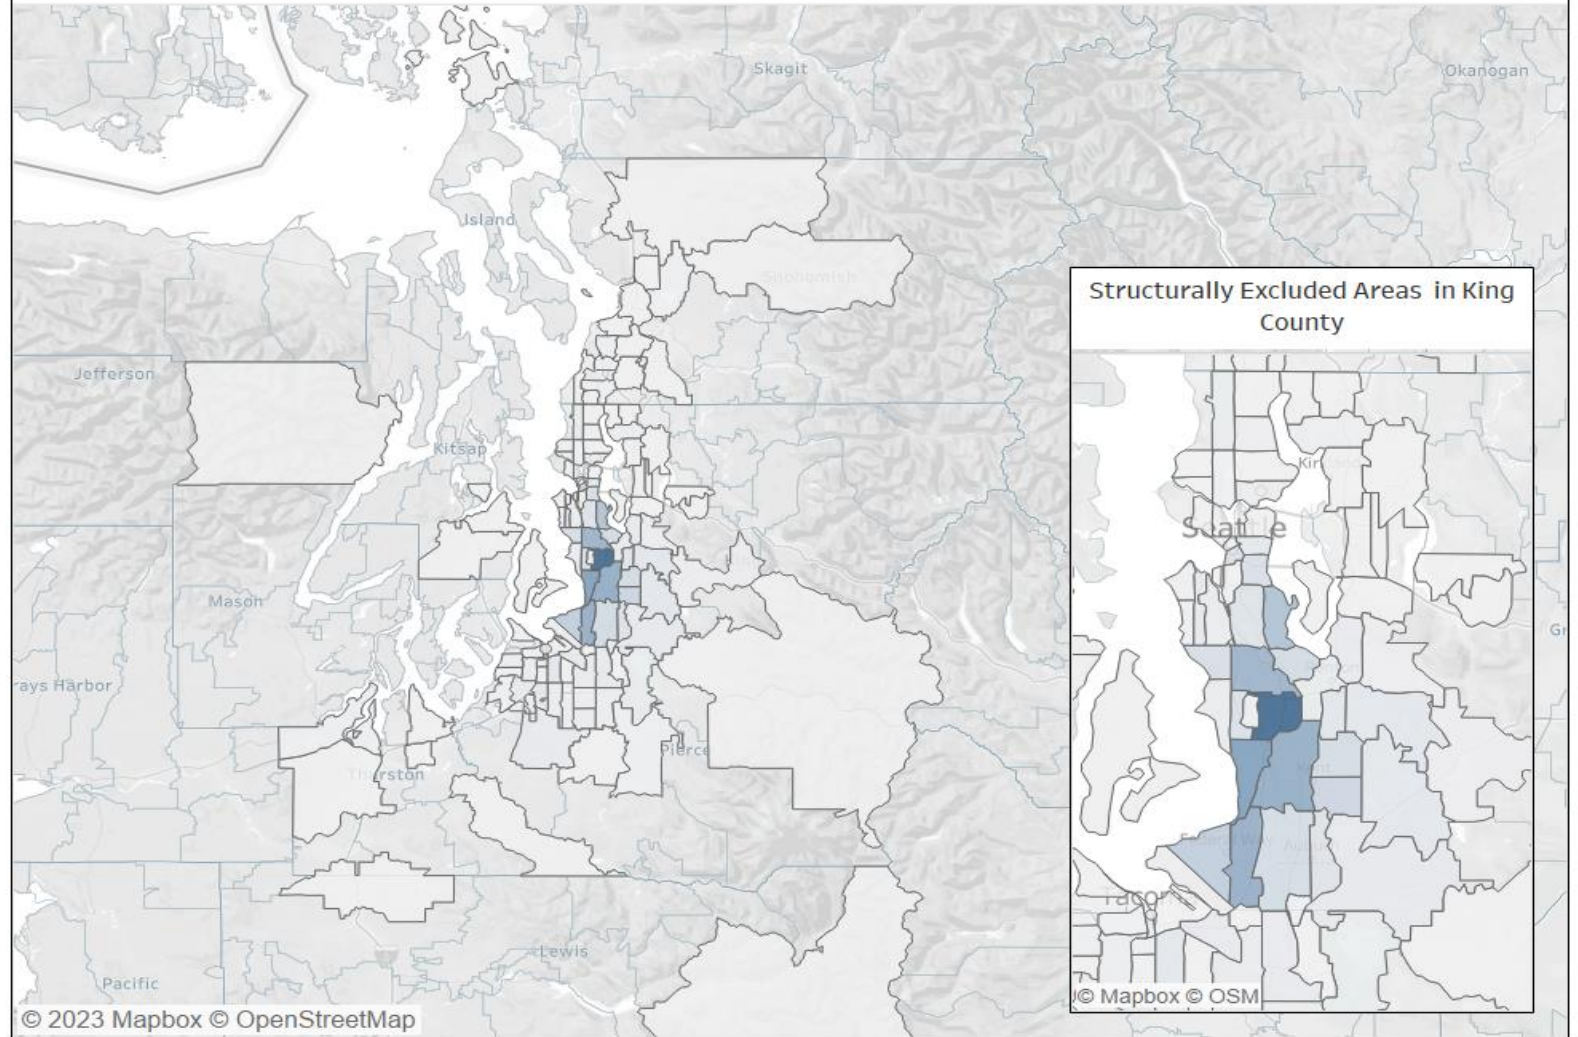 Skagit
Okanogan
Island
Snohomish
Structurally Excluded Areas in King
County
Jefferson
Kitsap
Seattle
Mason
rays Harbor
Pierce
Thurston
Lewis
Pacific
© Mapbox © OSM
© 2023 Mapbox © OpenStreetMap